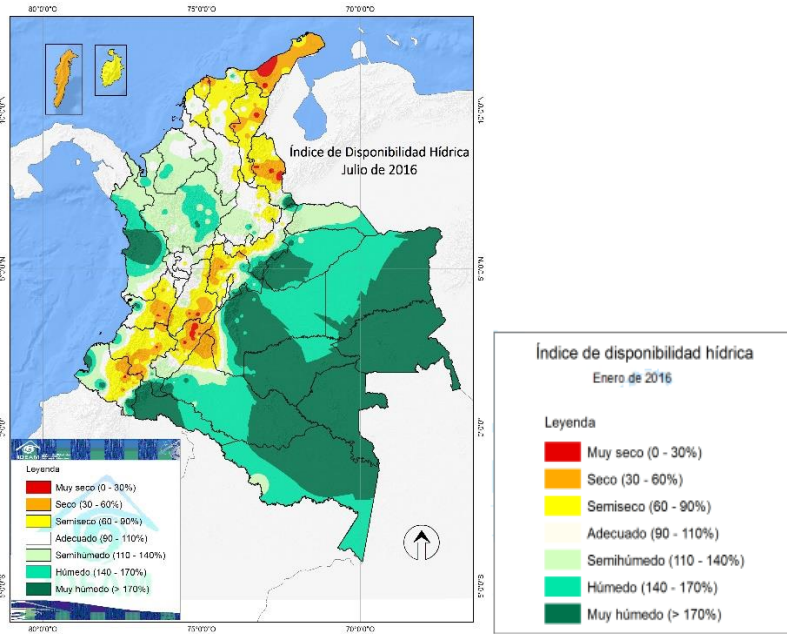 80°0'0"O
75°0'0"O
70°0'0"O
Índice de Disponibilidad Hídrica
Julio de 2016
IDEAM
Leyenda
Muy seco (0 - 30%)
Seco (30 - 60%)
Semiseco (60 - 90%)
Adecuado (90 - 110%)
Semihúmedo (110 - 140%)
Húmedo (140 - 170%)
Muy húmedo (> 170%)
80°0'0"O
75°0'0"O
70°0'0"O
Índice de disponibilidad hídrica
Enero de 2016
Leyenda
Muy seco (0 - 30%)
Seco (30 - 60%)
Semiseco (60 - 90%)
Adecuado (90 - 110%)
Semihúmedo (110 - 140%)
Húmedo (140 - 170%)
Muy húmedo (> 170%)